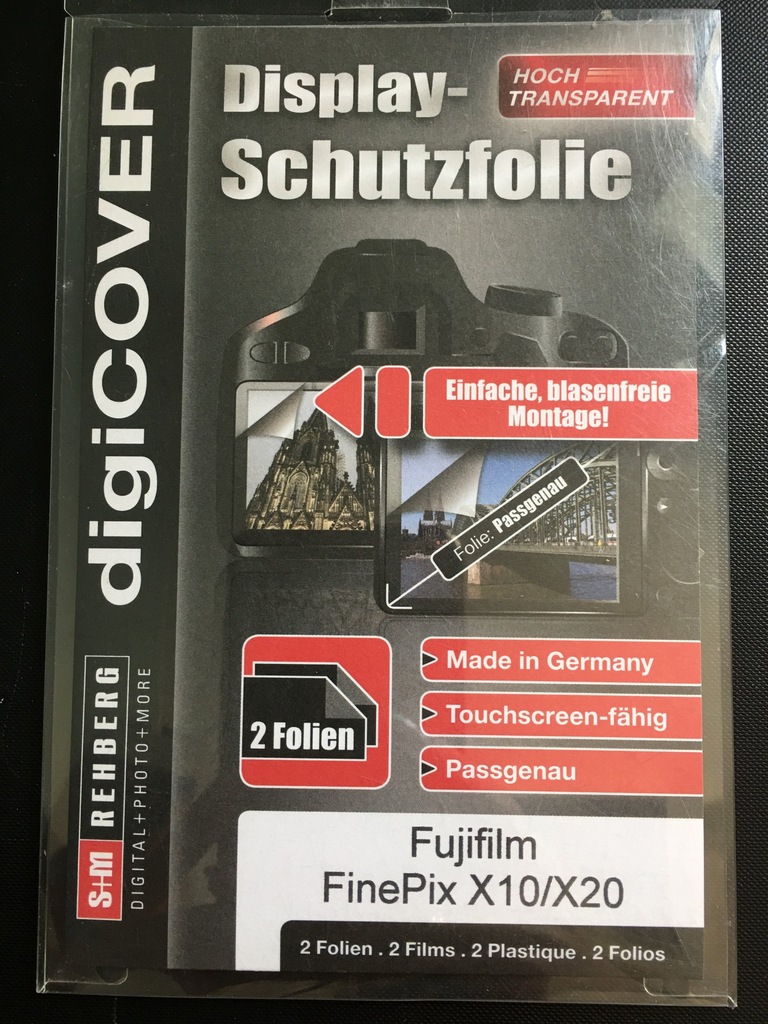 digiCOVER
S+M REHBERG
DIGITAL+PHOTO+MORE
Display-
Schutzfolie
HOCH
TRANSPARENT
Einfache, blasenfreie
Montage!
Folie: Passgenau
2 Folien
Made in Germany
Touchscreen-fähig
Passgenau
Fujifilm
FinePix X10/X20
2 Folien . 2 Films . 2 Plastique . 2 Folios